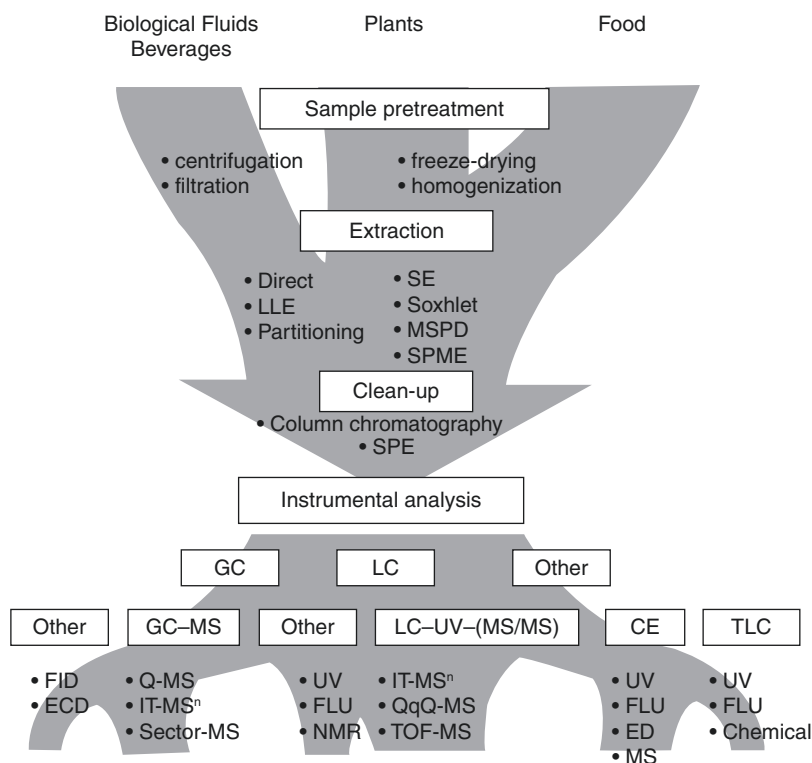 Biological Fluids
Beverages
Plants
Food
Sample pretreatment
• centrifugation
• filtration
• freeze-drying
• homogenization
Extraction
• Direct
• LLE
• Partitioning
• SE
• Soxhlet
• MSPD
• SPME
Clean-up
• Column chromatography
• SPE
Instrumental analysis
GC
LC
Other
Other
GC–MS
Other
LC–UV–(MS/MS)
CE
TLC
• FID
• ECD
• Q-MS
• IT-MSⁿ
• Sector-MS
• UV
• FLU
• NMR
• IT-MSⁿ
• QqQ-MS
• TOF-MS
• UV
• FLU
• ED
• MS
• UV
• FLU
• Chemical